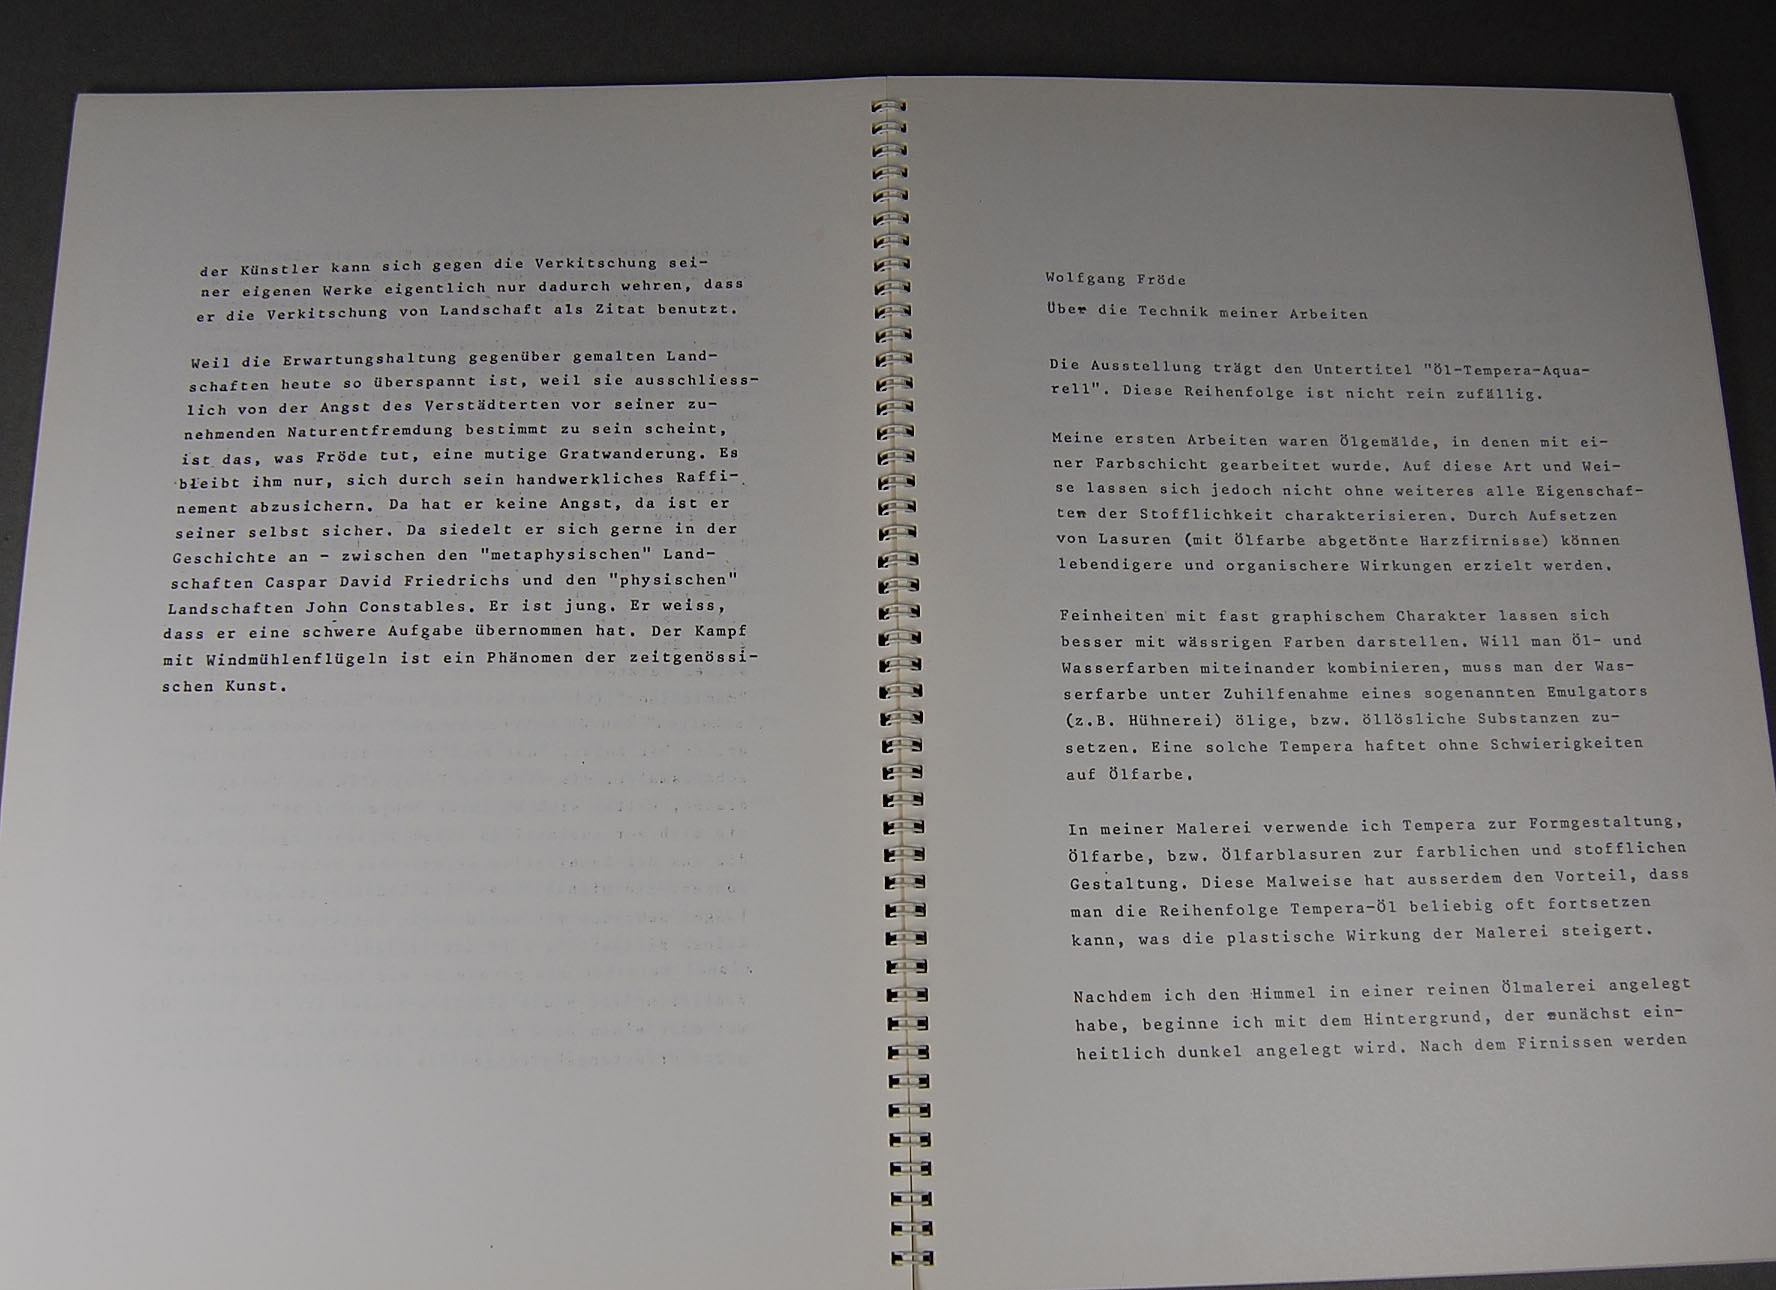 der Künstler kann sich gegen die Verkitschung sei-
ner eigenen Werke eigentlich nur dadurch wehren, dass
er die Verkitschung von Landschaft als Zitat benutzt.
Weil die Erwartungshaltung gegenüber gemalten Land-
schaften heute so überspannt ist, weil sie ausschliess-
lich von der Angst des Verstädterten vor seiner zu-
nehmenden Naturentfremdung bestimmt zu sein scheint,
ist das, was Fröde tut, eine mutige Gratwanderung. Es
bleibt ihm nur, sich durch sein handwerkliches Raffi-
nement abzusichern. Da hat er keine Angst, da ist er
seiner selbst sicher. Da siedelt er sich gerne in der
Geschichte an - zwischen den "metaphysischen" Land-
schaften Caspar David Friedrichs und den "physischen"
Landschaften John Constables. Er ist jung. Er weiss,
dass er eine schwere Aufgabe übernommen hat. Der Kampf
mit Windmühlenflügeln ist ein Phänomen der zeitgenössi-
schen Kunst.
Wolfgang Fröde
Über die Technik meiner Arbeiten
Die Ausstellung trägt den Untertitel "Öl-Tempera-Aqua-
rell". Diese Reihenfolge ist nicht rein zufällig.
Meine ersten Arbeiten waren Ölgemälde, in denen mit ei-
ner Farbschicht gearbeitet wurde. Auf diese Art und Wei-
se lassen sich jedoch nicht ohne weiteres alle Eigenschaf-
ten der Stofflichkeit charakterisieren. Durch Aufsetzen
von Lasuren (mit Ölfarbe abgetönte Harzfirnisse) können
lebendigere und organischere Wirkungen erzielt werden.
Feinheiten mit fast graphischem Charakter lassen sich
besser mit wässrigen Farben darstellen. Will man Öl- und
Wasserfarben miteinander kombinieren, muss man der Was-
serfarbe unter Zuhilfenahme eines sogenannten Emulgators
(z.B. Hühnerei) ölige, bzw. öllösliche Substanzen zu-
setzen. Eine solche Tempera haftet ohne Schwierigkeiten
auf Ölfarbe.
In meiner Malerei verwende ich Tempera zur Formgestaltung,
Ölfarbe, bzw. Ölfarblasuren zur farblichen und stofflichen
Gestaltung. Diese Malweise hat ausserdem den Vorteil, dass
man die Reihenfolge Tempera-Öl beliebig oft fortsetzen
kann, was die plastische Wirkung der Malerei steigert.
Nachdem ich den Himmel in einer reinen Ölmalerei angelegt
habe, beginne ich mit dem Hintergrund, der zunächst ein-
heitlich dunkel angelegt wird. Nach dem Firnissen werden